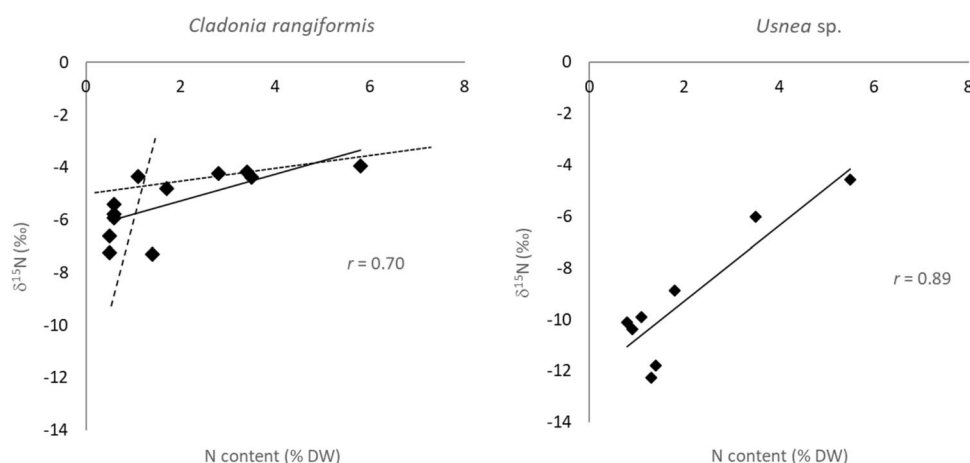 Cladonia rangiformis
0
0 2 4 6 8
-2
-4
-6
-8
-10
-12
-14
δ¹⁵N (‰)
r = 0.70
N content (% DW)
Usnea sp.
0
0 2 4 6 8
-2
-4
-6
-8
-10
-12
-14
δ¹⁵N (‰)
r = 0.89
N content (% DW)